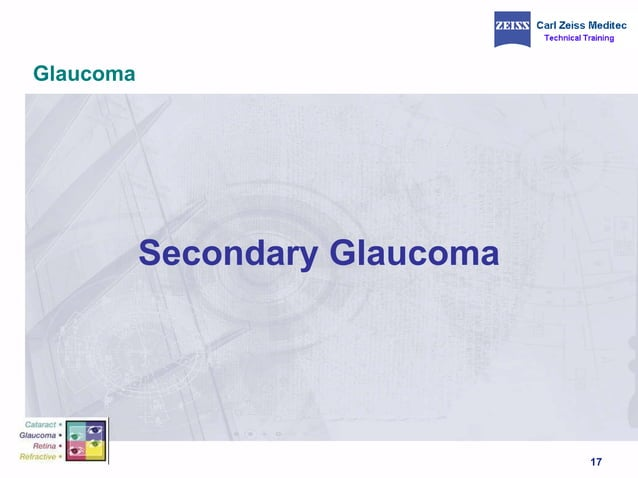 ZEISS
Carl Zeiss Meditec
Technical Training
Glaucoma
Secondary Glaucoma
Cataract •
Glaucoma •
Retina •
Refractive •
17